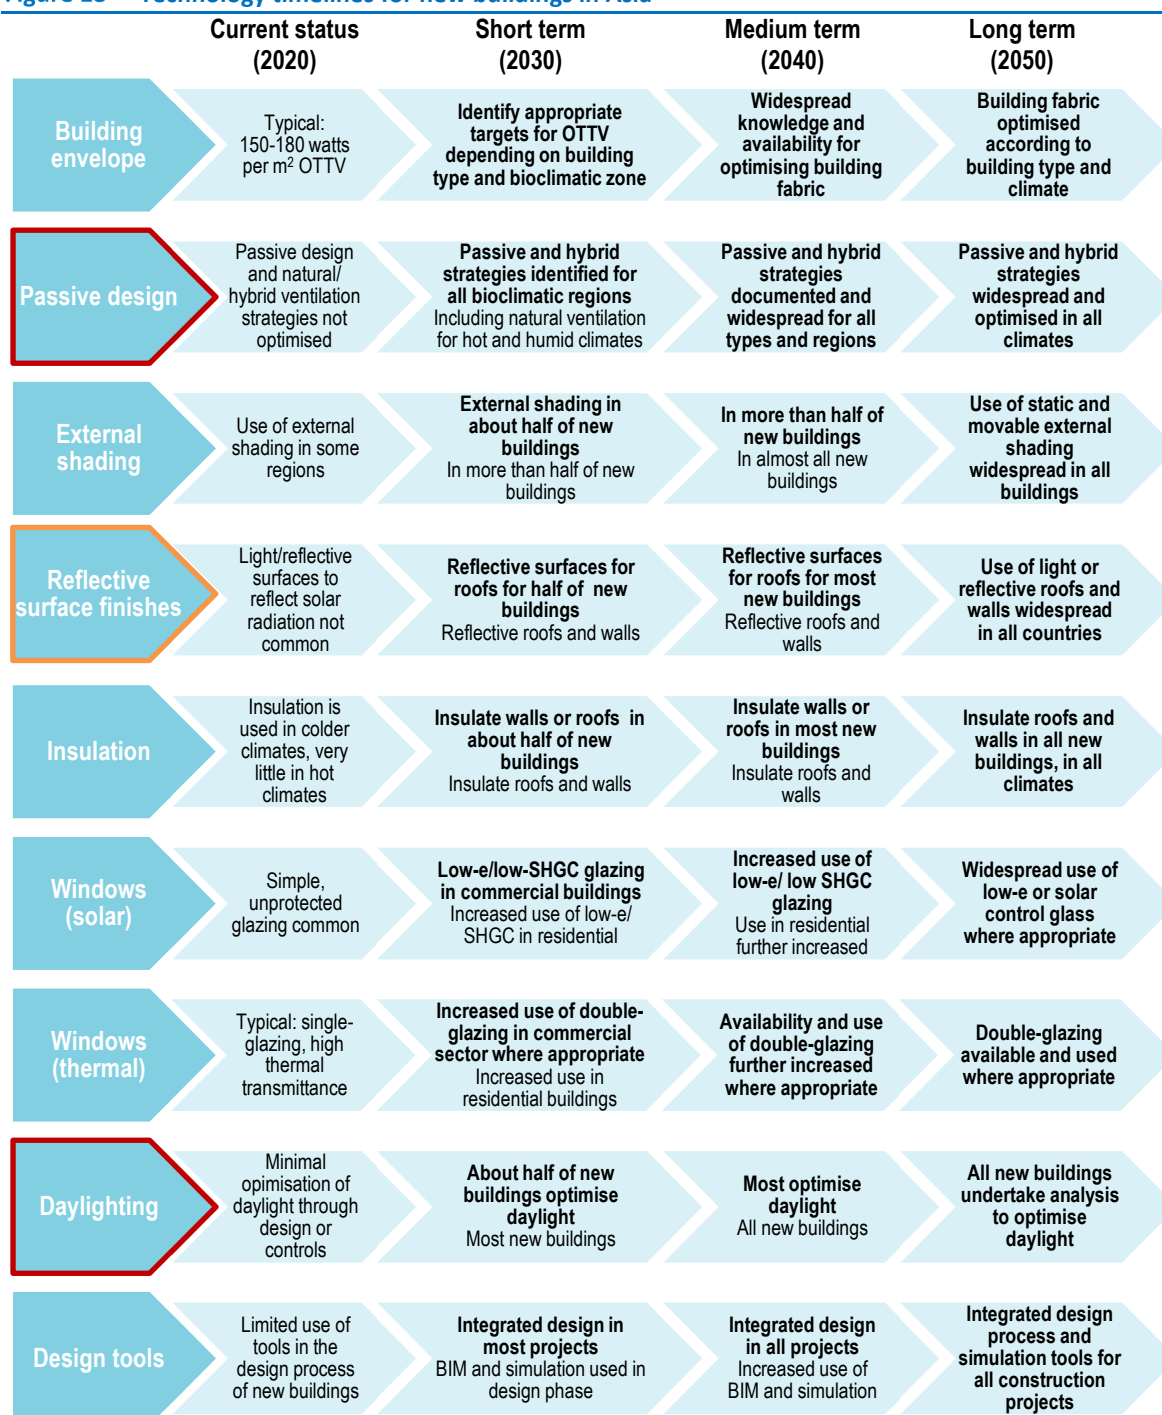 Figure 13 Technology timelines for new buildings in Asia
Current status
(2020)
Short term
(2030)
Medium term
(2040)
Long term
(2050)
Building
envelope
Typical:
150-180 watts
per m² OTTV
Identify appropriate
targets for OTTV
depending on building
type and bioclimatic zone
Widespread
knowledge and
availability for
optimising building
fabric
Building fabric
optimised
according to
building type and
climate
Passive design
Passive design
and natural/
hybrid ventilation
strategies not
optimised
Passive and hybrid
strategies identified for
all bioclimatic regions
Including natural ventilation
for hot and humid climates
Passive and hybrid
strategies
documented and
widespread for all
types and regions
Passive and hybrid
strategies
widespread and
optimised in all
climates
External
shading
Use of external
shading in some
regions
External shading in
about half of new
buildings
In more than half of new
buildings
In more than half of
new buildings
In almost all new
buildings
Use of static and
movable external
shading
widespread in all
buildings
Reflective
surface finishes
Light/reflective
surfaces to
reflect solar
radiation not
common
Reflective surfaces for
roofs for half of new
buildings
Reflective roofs and walls
Reflective surfaces
for roofs for most
new buildings
Reflective roofs and
walls
Use of light or
reflective roofs and
walls widespread
in all countries
Insulation
Insulation is
used in colder
climates, very
little in hot
climates
Insulate walls or roofs in
about half of new
buildings
Insulate roofs and walls
Insulate walls or
roofs in most new
buildings
Insulate roofs and
walls
Insulate roofs and
walls in all new
buildings, in all
climates
Windows
(solar)
Simple,
unprotected
glazing common
Low-e/low-SHGC glazing
in commercial buildings
Increased use of low-e/
SHGC in residential
Increased use of
low-e/ low SHGC
glazing
Use in residential
further increased
Widespread use of
low-e or solar
control glass
where appropriate
Windows
(thermal)
Typical: single-
glazing, high
thermal
transmittance
Increased use of double-
glazing in commercial
sector where appropriate
Increased use in
residential buildings
Availability and use
of double-glazing
further increased
where appropriate
Double-glazing
available and used
where appropriate
Daylighting
Minimal
opimisation of
daylight through
design or
controls
About half of new
buildings optimise
daylight
Most new buildings
Most optimise
daylight
All new buildings
All new buildings
undertake analysis
to optimise
daylight
Design tools
Limited use of
tools in the
design process
of new buildings
Integrated design in
most projects
BIM and simulation used in
design phase
Integrated design
in all projects
Increased use of
BIM and simulation
Integrated design
process and
simulation tools for
all construction
projects